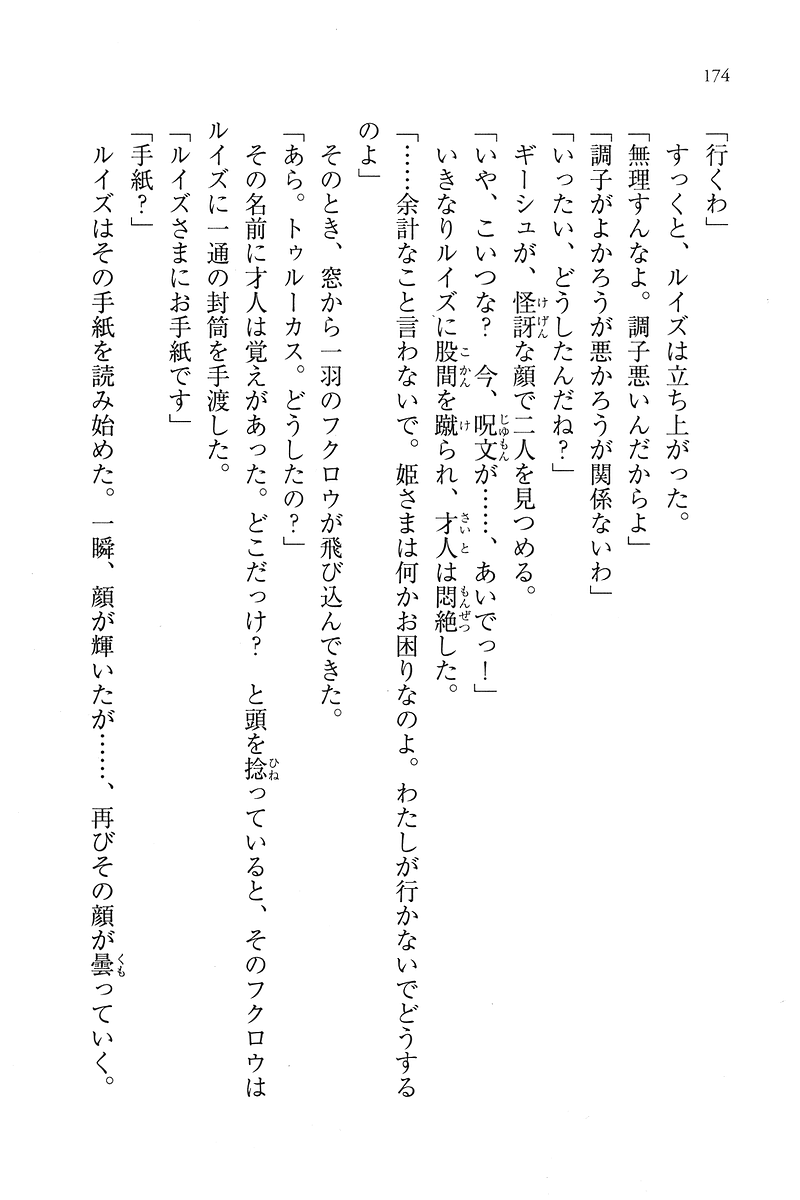 174
「行くわ」
すっくと、ルイズは立ち上がった。
「無理すんなよ。調子悪いんだからよ」
「調子がよかろうが悪かろうが関係ないわ」
「いったい、どうしたんだね？」
ギーシュが、怪訝な顔で二人を見つめる。
「いや、こいつな？　今、呪文が……、あいでっ！」
いきなりルイズに股間を蹴られ、才人は悶絶した。
「……余計なこと言わないで。姫さまは何かお困りなのよ。わたしが行かないでどうする
のよ」
そのとき、窓から一羽のフクロウが飛び込んできた。
「あら。トゥルーカス。どうしたの？」
その名前に才人は覚えがあった。どこだっけ？　と頭を捻っていると、そのフクロウは
ルイズに一通の封筒を手渡した。
「ルイズさまにお手紙です」
「手紙？」
ルイズはその手紙を読み始めた。一瞬、顔が輝いたが……、再びその顔が曇っていく。